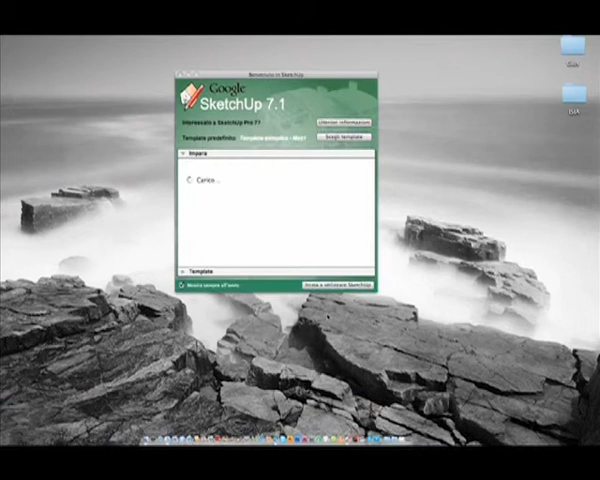 Benvenuto in SketchUp
Google
SketchUp 7.1
Interessato a SketchUp Pro 7?
Ulteriori informazioni
Template predefinito:
Scegli template
Impara
Carico...
Template
Mostra sempre all'avvio
Inizia a utilizzare SketchUp